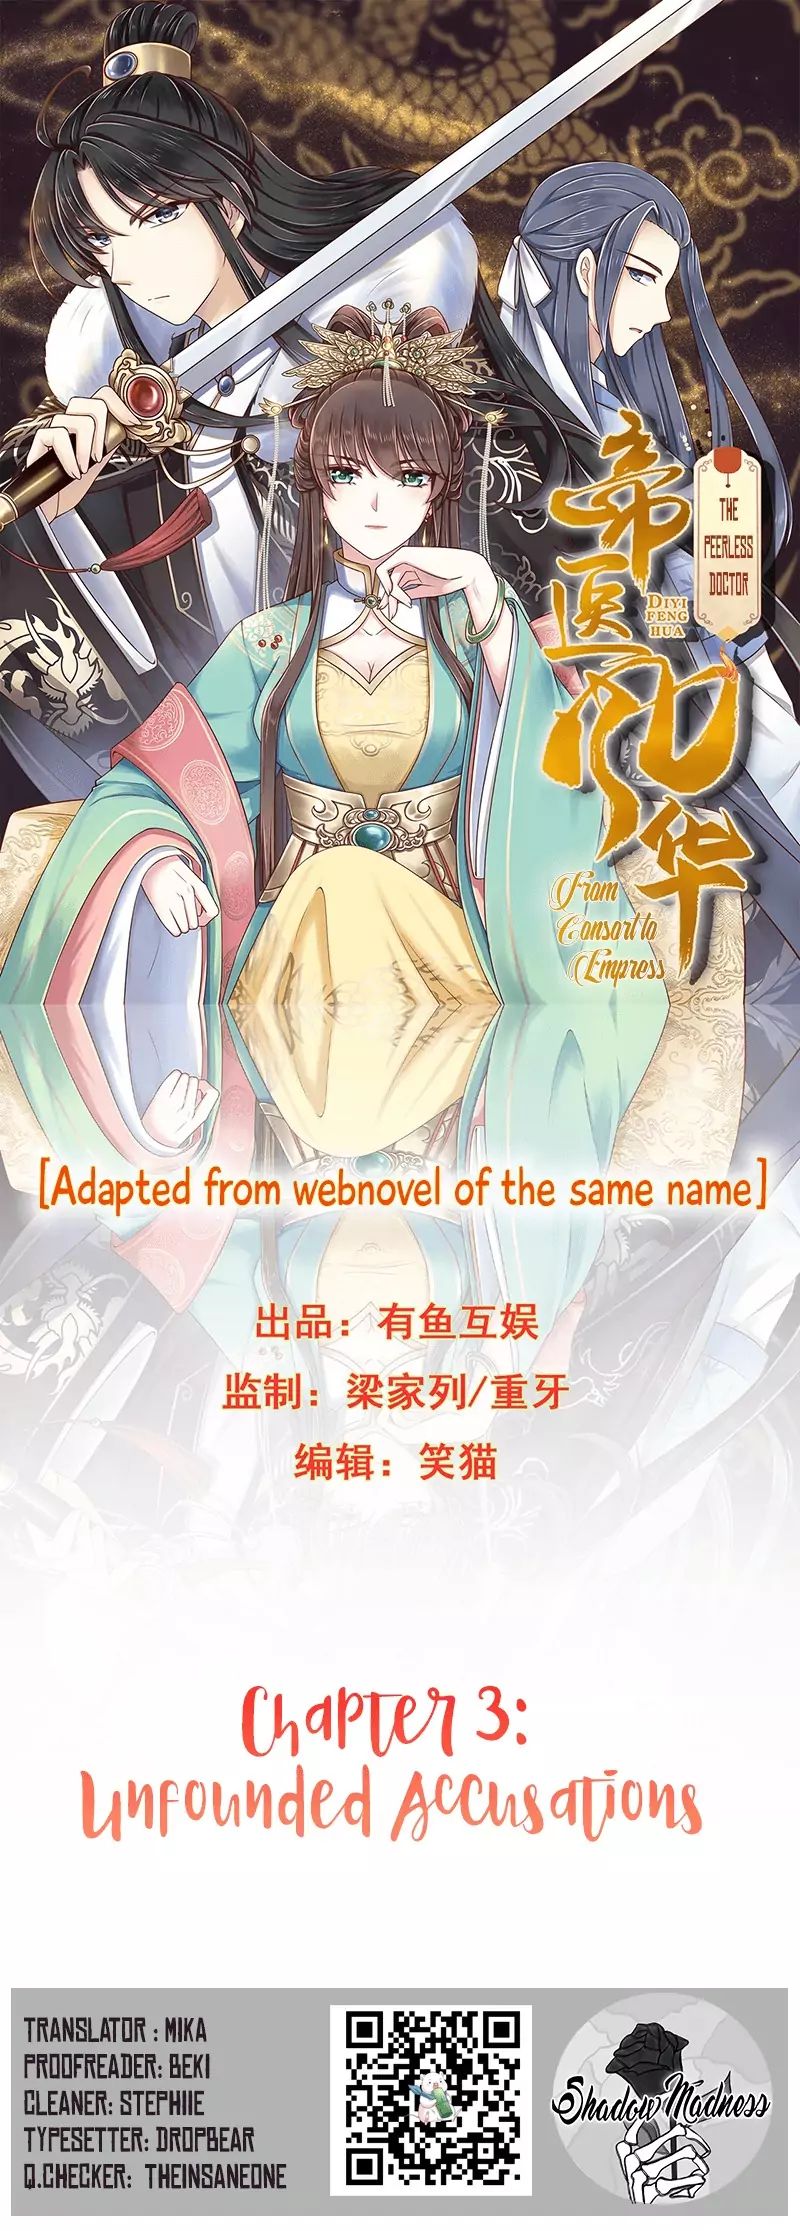 帝医凤华
THE
PEERLESS
DOCTOR
DIYI
FENG
HUA
From
Consort to
Empress
[Adapted from webnovel of the same name]
出品：有鱼互娱
监制：梁家列/重牙
编辑：笑猫
Chapter 3:
Unfounded Accusations
TRANSLATOR : MIKA
PROOFREADER: BEKI
CLEANER: STEPHIIE
TYPESETTER: DROPBEAR
Q.CHECKER: THEINSANEONE
Shadow Madness